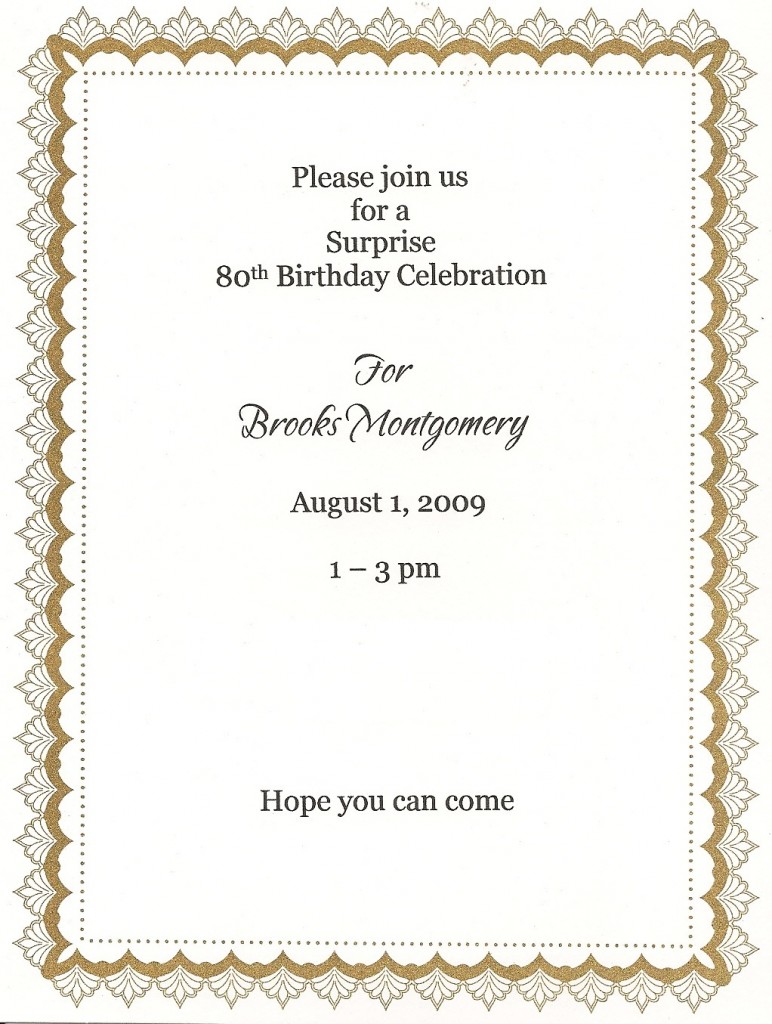 Please join us
for a
Surprise
80th Birthday Celebration
For
Brooks Montgomery
August 1, 2009
1 – 3 pm
Hope you can come